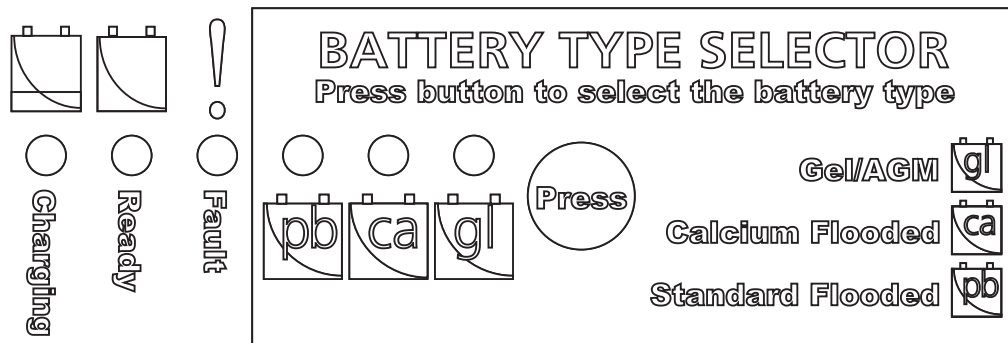 BATTERY TYPE SELECTOR
Press button to select the battery type
!
Charging
Ready
Fault
pb
ca
gl
Press
Gel/AGM gl
Calcium Flooded ca
Standard Flooded pb